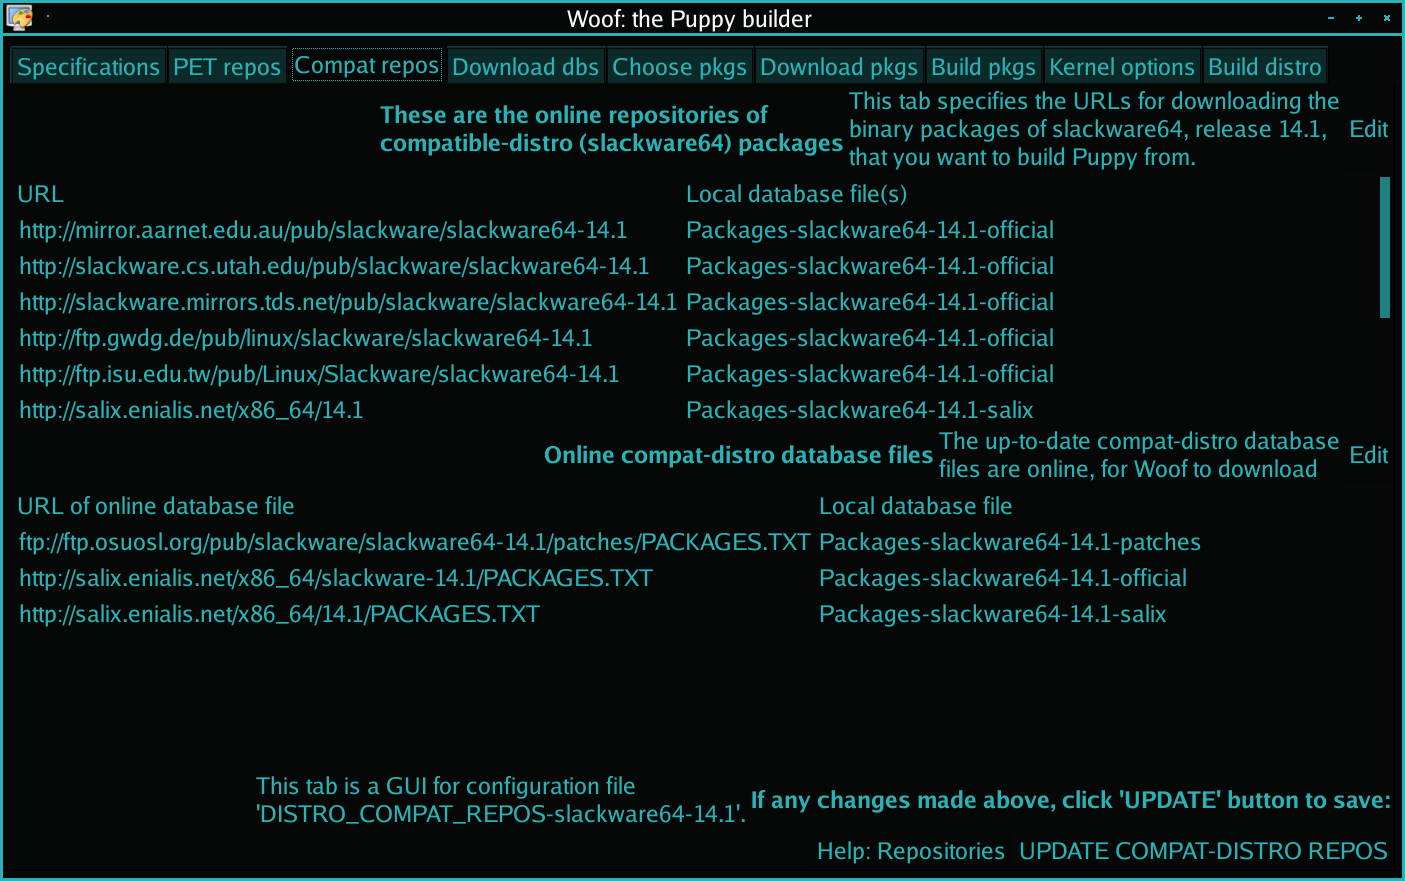 Woof: the Puppy builder
Specifications PET repos Compat repos Download dbs Choose pkgs Download pkgs Build pkgs Kernel options Build distro
These are the online repositories of
compatible-distro (slackware64) packages
This tab specifies the URLs for downloading the
binary packages of slackware64, release 14.1,
that you want to build Puppy from.
Edit
URL Local database file(s)
http://mirror.aarnet.edu.au/pub/slackware/slackware64-14.1 Packages-slackware64-14.1-official
http://slackware.cs.utah.edu/pub/slackware/slackware64-14.1 Packages-slackware64-14.1-official
http://slackware.mirrors.tds.net/pub/slackware/slackware64-14.1 Packages-slackware64-14.1-official
http://ftp.gwdg.de/pub/linux/slackware/slackware64-14.1 Packages-slackware64-14.1-official
http://ftp.isu.edu.tw/pub/Linux/Slackware/slackware64-14.1 Packages-slackware64-14.1-official
http://salix.enialis.net/x86_64/14.1 Packages-slackware64-14.1-salix
Online compat-distro database files
The up-to-date compat-distro database
files are online, for Woof to download
Edit
URL of online database file Local database file
ftp://ftp.osuosl.org/pub/slackware/slackware64-14.1/patches/PACKAGES.TXT Packages-slackware64-14.1-patches
http://salix.enialis.net/x86_64/slackware-14.1/PACKAGES.TXT Packages-slackware64-14.1-official
http://salix.enialis.net/x86_64/14.1/PACKAGES.TXT Packages-slackware64-14.1-salix
This tab is a GUI for configuration file
'DISTRO_COMPAT_REPOS-slackware64-14.1'.
If any changes made above, click 'UPDATE' button to save:
Help: Repositories UPDATE COMPAT-DISTRO REPOS